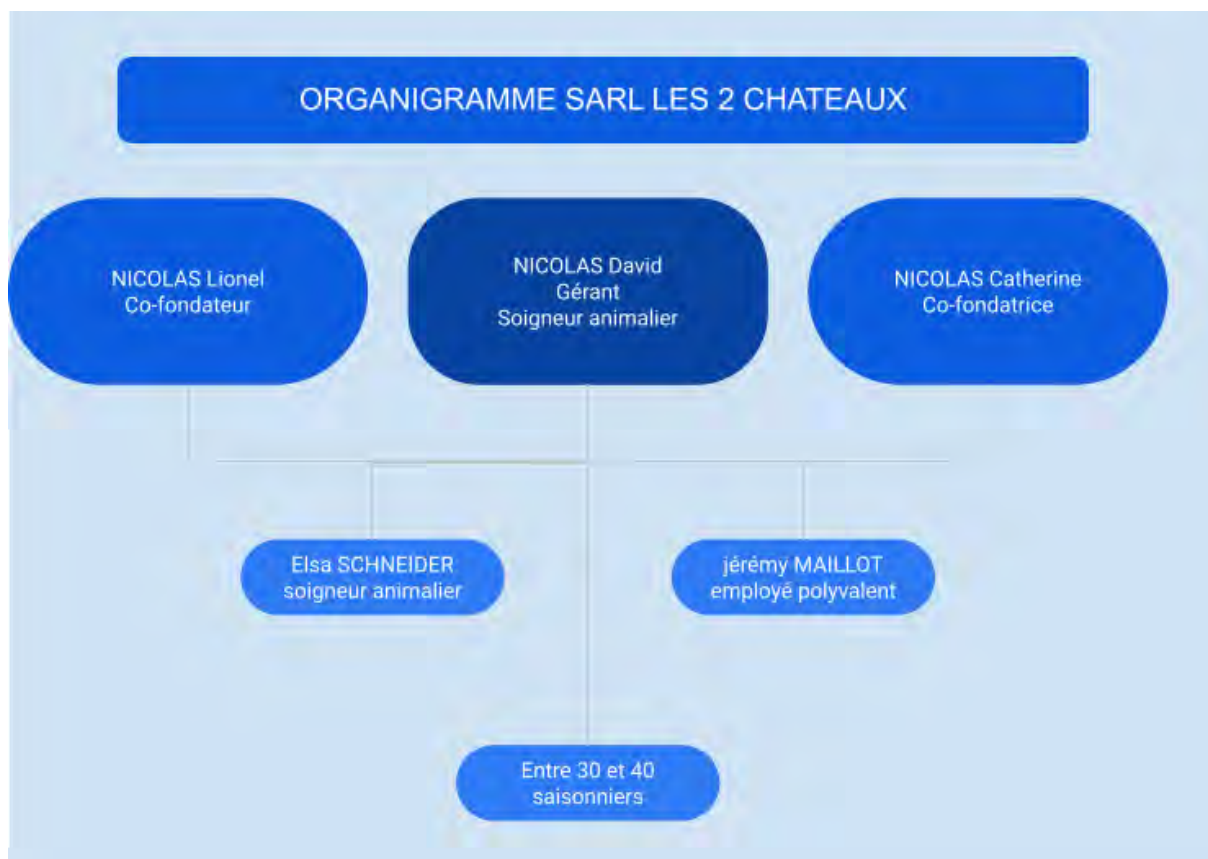 ORGANIGRAMME SARL LES 2 CHATEAUX
NICOLAS Lionel
Co-fondateur
NICOLAS David
Gérant
Soigneur animalier
NICOLAS Catherine
Co-fondatrice
Elsa SCHNEIDER
soigneur animalier
jérémy MAILLOT
employé polyvalent
Entre 30 et 40
saisonniers